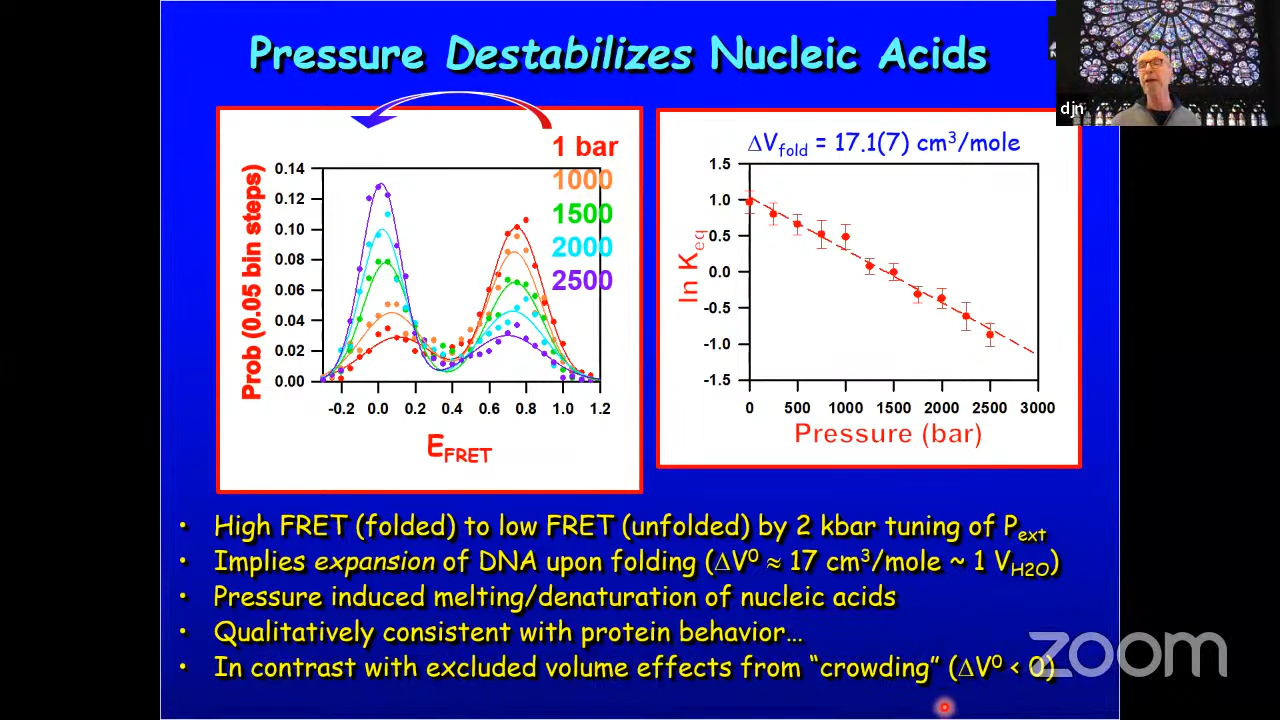 Pressure Destabilizes Nucleic Acids
djn
1 bar
1000
1500
2000
2500
Prob (0.05 bin steps)
0.14
0.12
0.10
0.08
0.06
0.04
0.02
0.00
-0.2 0.0 0.2 0.4 0.6 0.8 1.0 1.2
EFRET
ΔVfold = 17.1(7) cm³/mole
ln Keq
1.5
1.0
0.5
0.0
-0.5
-1.0
-1.5
0 500 1000 1500 2000 2500 3000
Pressure (bar)
• High FRET (folded) to low FRET (unfolded) by 2 kbar tuning of Pext
• Implies expansion of DNA upon folding (ΔV⁰ ≈ 17 cm³/mole ~ 1 VH2O)
• Pressure induced melting/denaturation of nucleic acids
• Qualitatively consistent with protein behavior…
• In contrast with excluded volume effects from “crowding” (ΔV⁰ < 0)
zoom